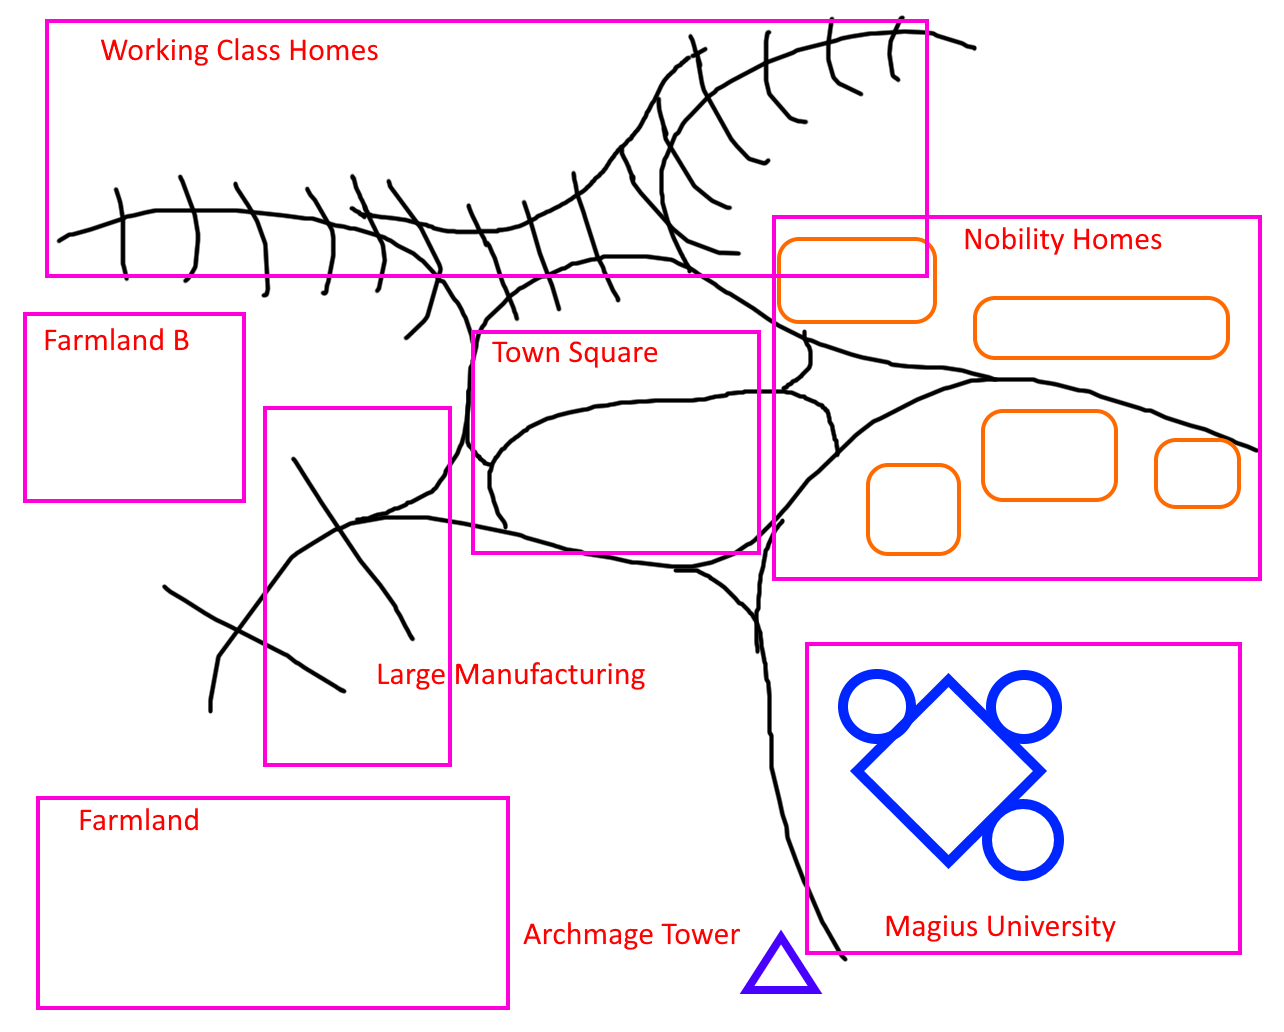 Working Class Homes
Nobility Homes
Farmland B
Town Square
Large Manufacturing
Farmland
Archmage Tower
Magius University